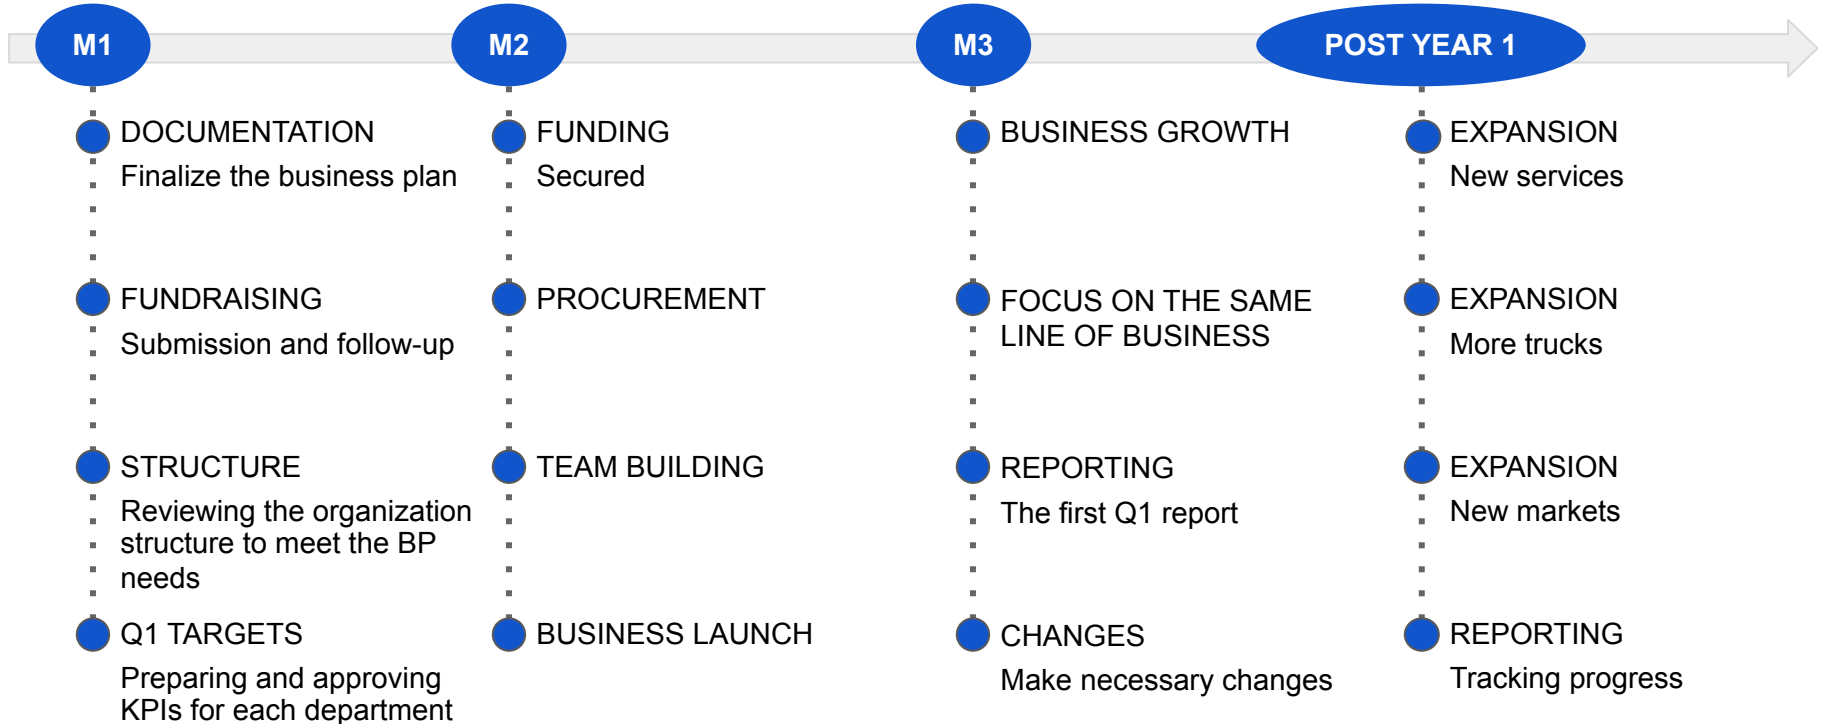 M1
M2
M3
POST YEAR 1
DOCUMENTATION
Finalize the business plan
FUNDRAISING
Submission and follow-up
STRUCTURE
Reviewing the organization
structure to meet the BP
needs
Q1 TARGETS
Preparing and approving
KPIs for each department
FUNDING
Secured
PROCUREMENT
TEAM BUILDING
BUSINESS LAUNCH
BUSINESS GROWTH
FOCUS ON THE SAME
LINE OF BUSINESS
REPORTING
The first Q1 report
CHANGES
Make necessary changes
EXPANSION
New services
EXPANSION
More trucks
EXPANSION
New markets
REPORTING
Tracking progress